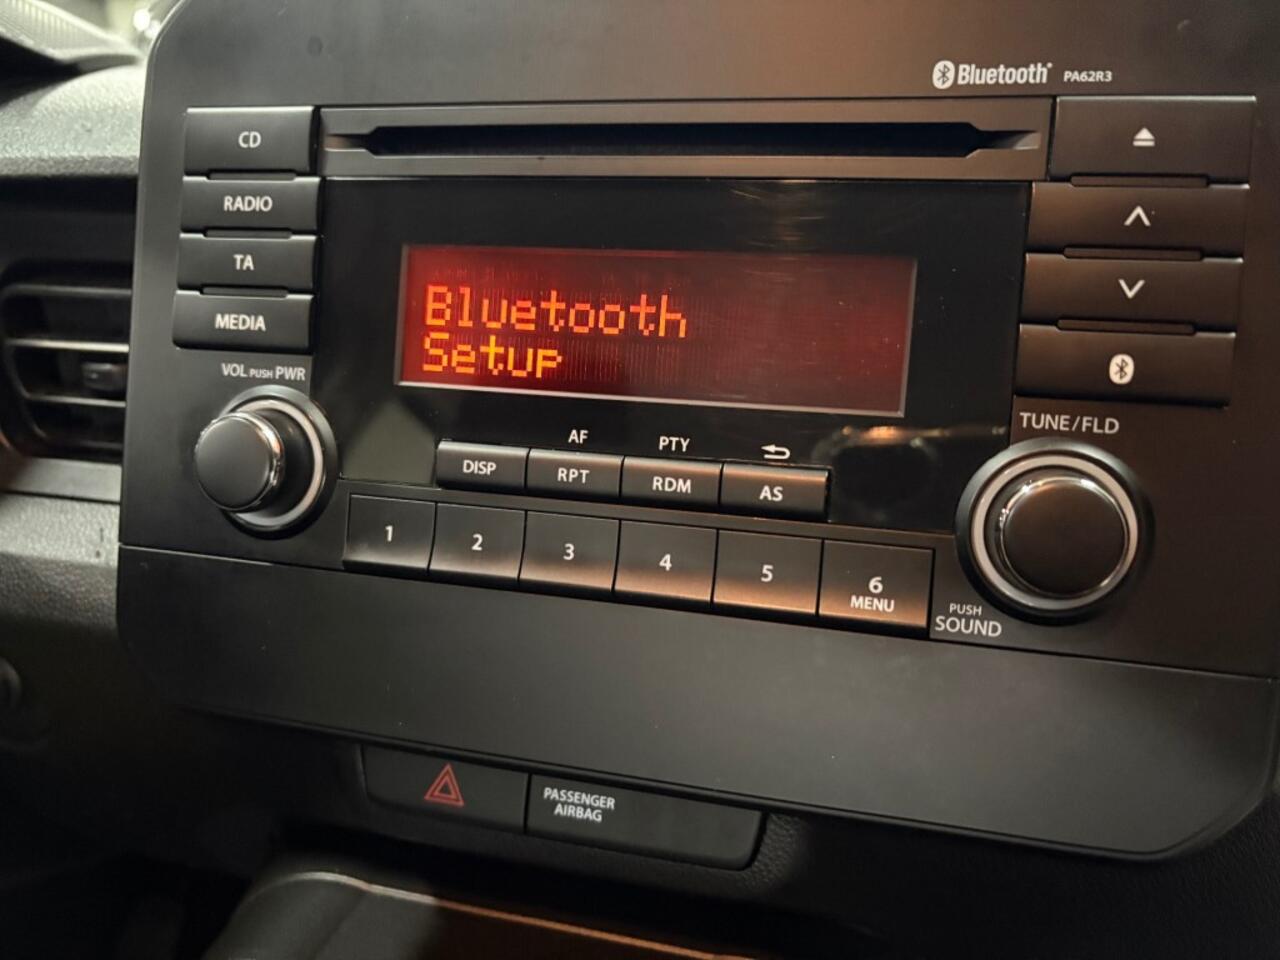 Bluetooth® PA62R3
CD
RADIO
TA
MEDIA
VOL PUSH PWR
Bluetooth
Setup
TUNE/FLD
AF
PTY
DISP
RPT
RDM
AS
1
2
3
4
5
6
MENU
PUSH
SOUND
PASSENGER
AIRBAG